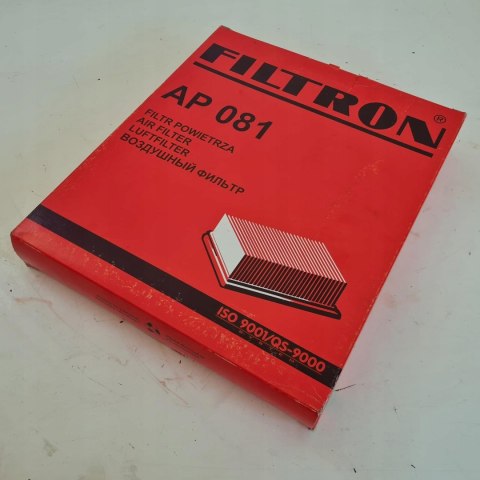 FILTRON®
AP 081
FILTR POWIETRZA
AIR FILTER
LUFTFILTER
ВОЗДУШНЫЙ ФИЛЬТР
ISO 9001/QS-9000